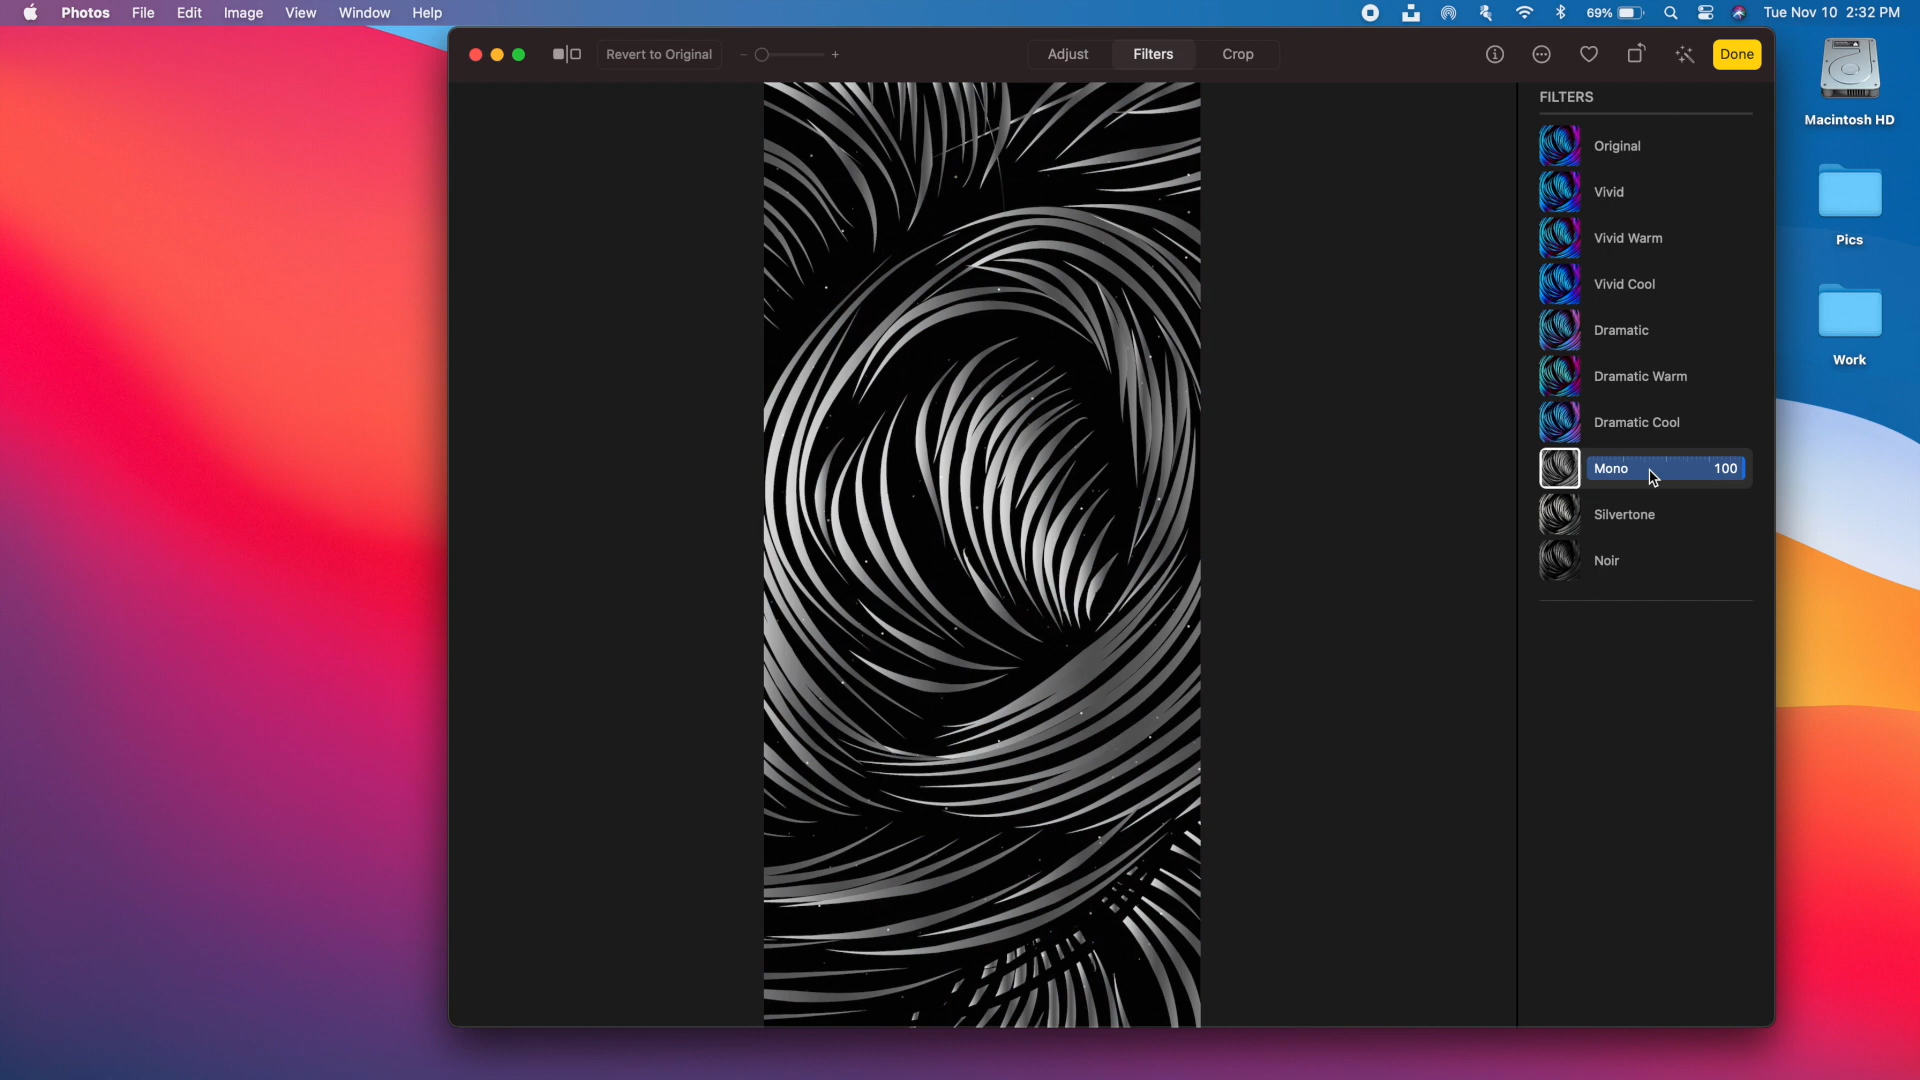 Photos File Edit Image View Window Help 69% Tue Nov 10 2:32 PM
Revert to Original - + Adjust Filters Crop Done
FILTERS
Original
Vivid
Vivid Warm
Vivid Cool
Dramatic
Dramatic Warm
Dramatic Cool
Mono 100
Silvertone
Noir
Macintosh HD
Pics
Work